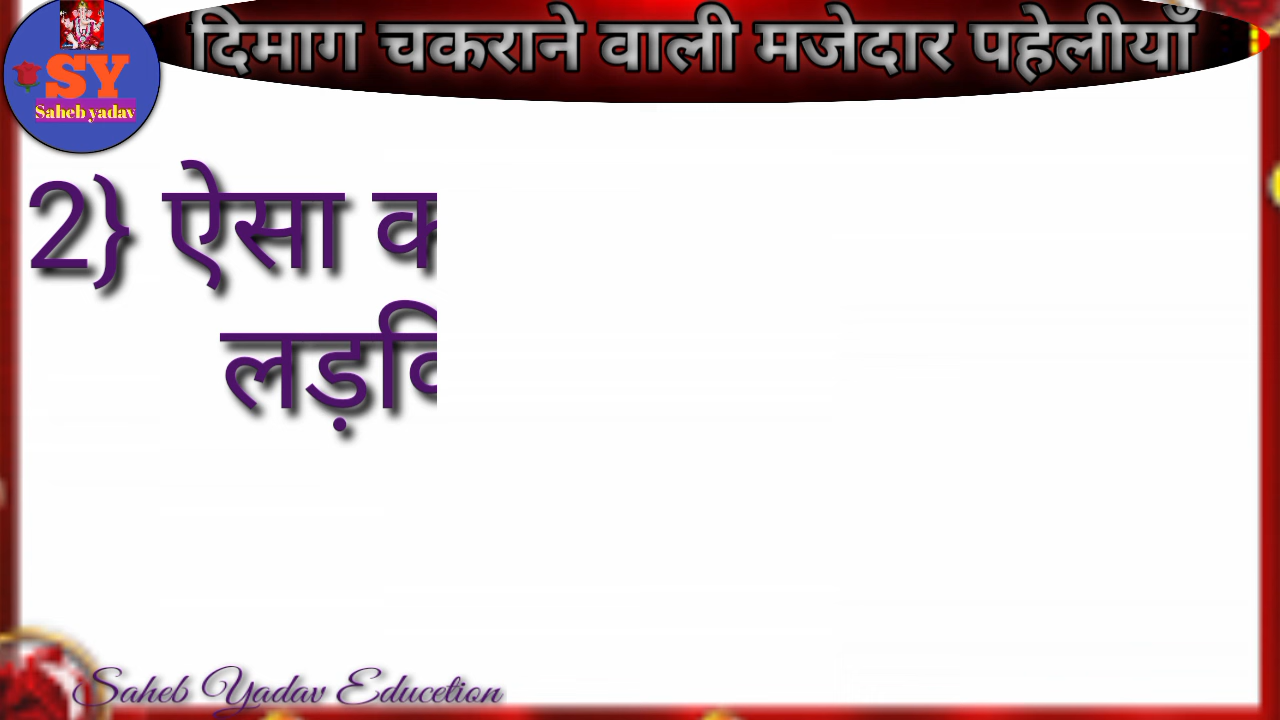 दिमाग चकराने वाली मजेदार पहेलीयाँ
SY
Saheb yadav
2} ऐसा
Saheb Yadav Educetion